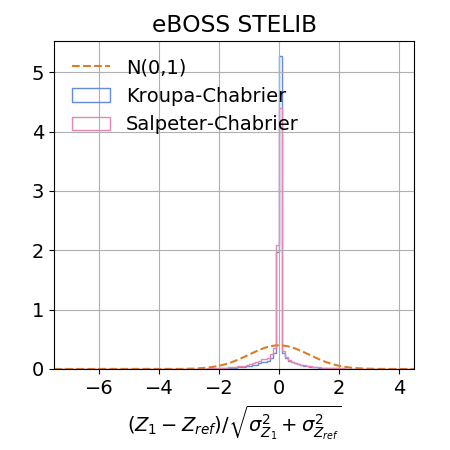 eBOSS STELIB
N(0,1)
Kroupa-Chabrier
Salpeter-Chabrier
5
4
3
2
1
0
−6 −4 −2 0 2 4
(Z₁ − Z_ref)/√(σ²_Z₁ + σ²_Z_ref)